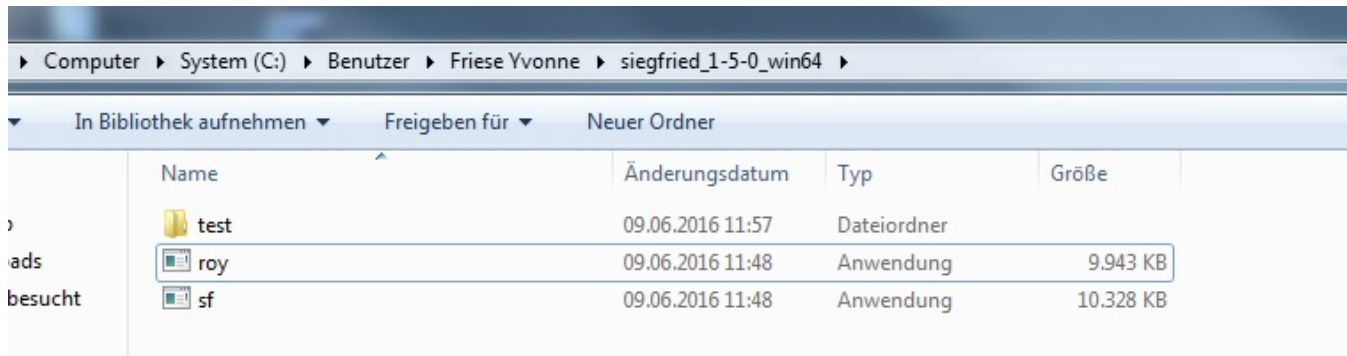 Computer System (C:) Benutzer Friese Yvonne siegfried_1-5-0_win64
In Bibliothek aufnehmen Freigeben für Neuer Ordner
Name Änderungsdatum Typ Größe
test 09.06.2016 11:57 Dateiordner
ads roy 09.06.2016 11:48 Anwendung 9.943 KB
besucht sf 09.06.2016 11:48 Anwendung 10.328 KB